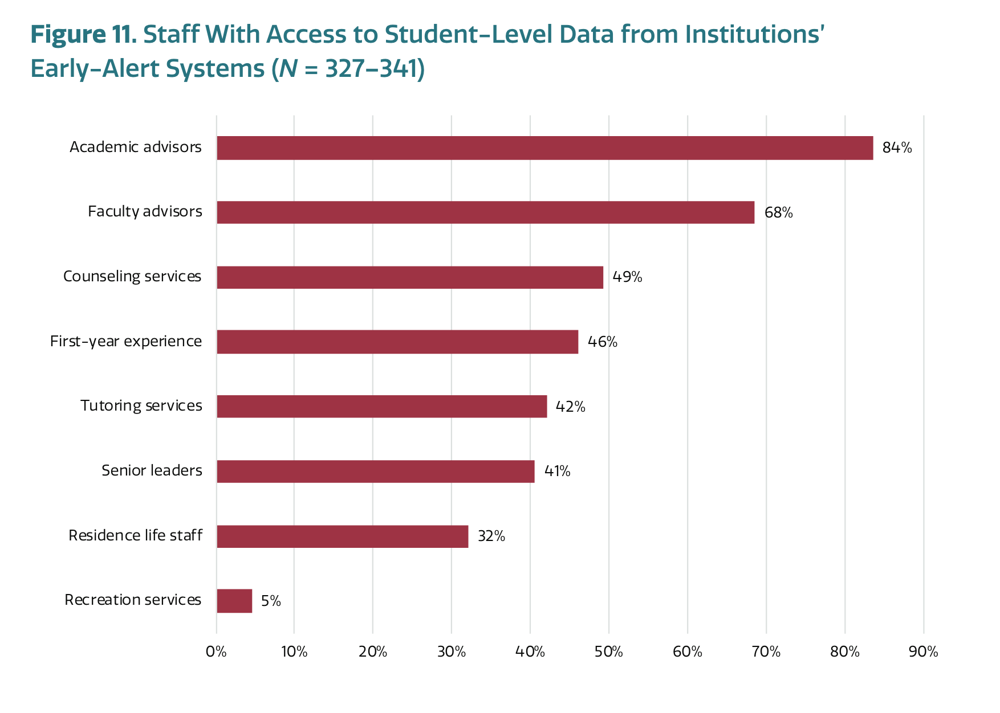 Figure 11. Staff With Access to Student-Level Data from Institutions’
Early-Alert Systems (N = 327–341)
Academic advisors 84%
Faculty advisors 68%
Counseling services 49%
First-year experience 46%
Tutoring services 42%
Senior leaders 41%
Residence life staff 32%
Recreation services 5%
0% 10% 20% 30% 40% 50% 60% 70% 80% 90%